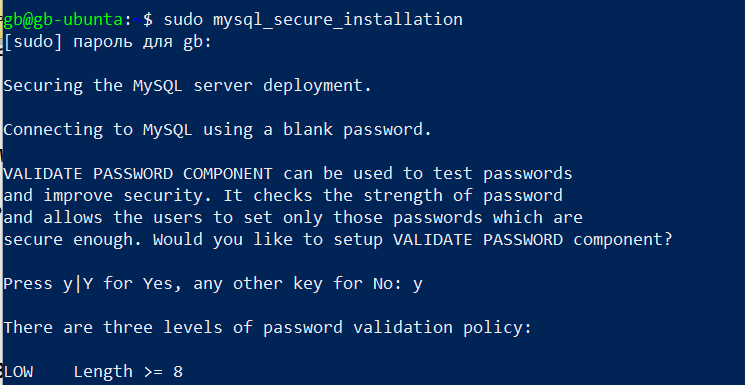 gb@gb-ubuntu:~$ sudo mysql_secure_installation
[sudo] пароль для gb:
Securing the MySQL server deployment.
Connecting to MySQL using a blank password.
VALIDATE PASSWORD COMPONENT can be used to test passwords
and improve security. It checks the strength of password
and allows the users to set only those passwords which are
secure enough. Would you like to setup VALIDATE PASSWORD component?
Press y|Y for Yes, any other key for No: y
There are three levels of password validation policy:
LOW    Length >= 8